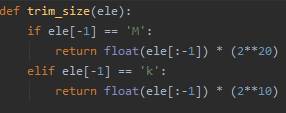 def trim_size(ele):
    if ele[-1] == 'M':
        return float(ele[:-1]) * (2**20)
    elif ele[-1] == 'k':
        return float(ele[:-1]) * (2**10)